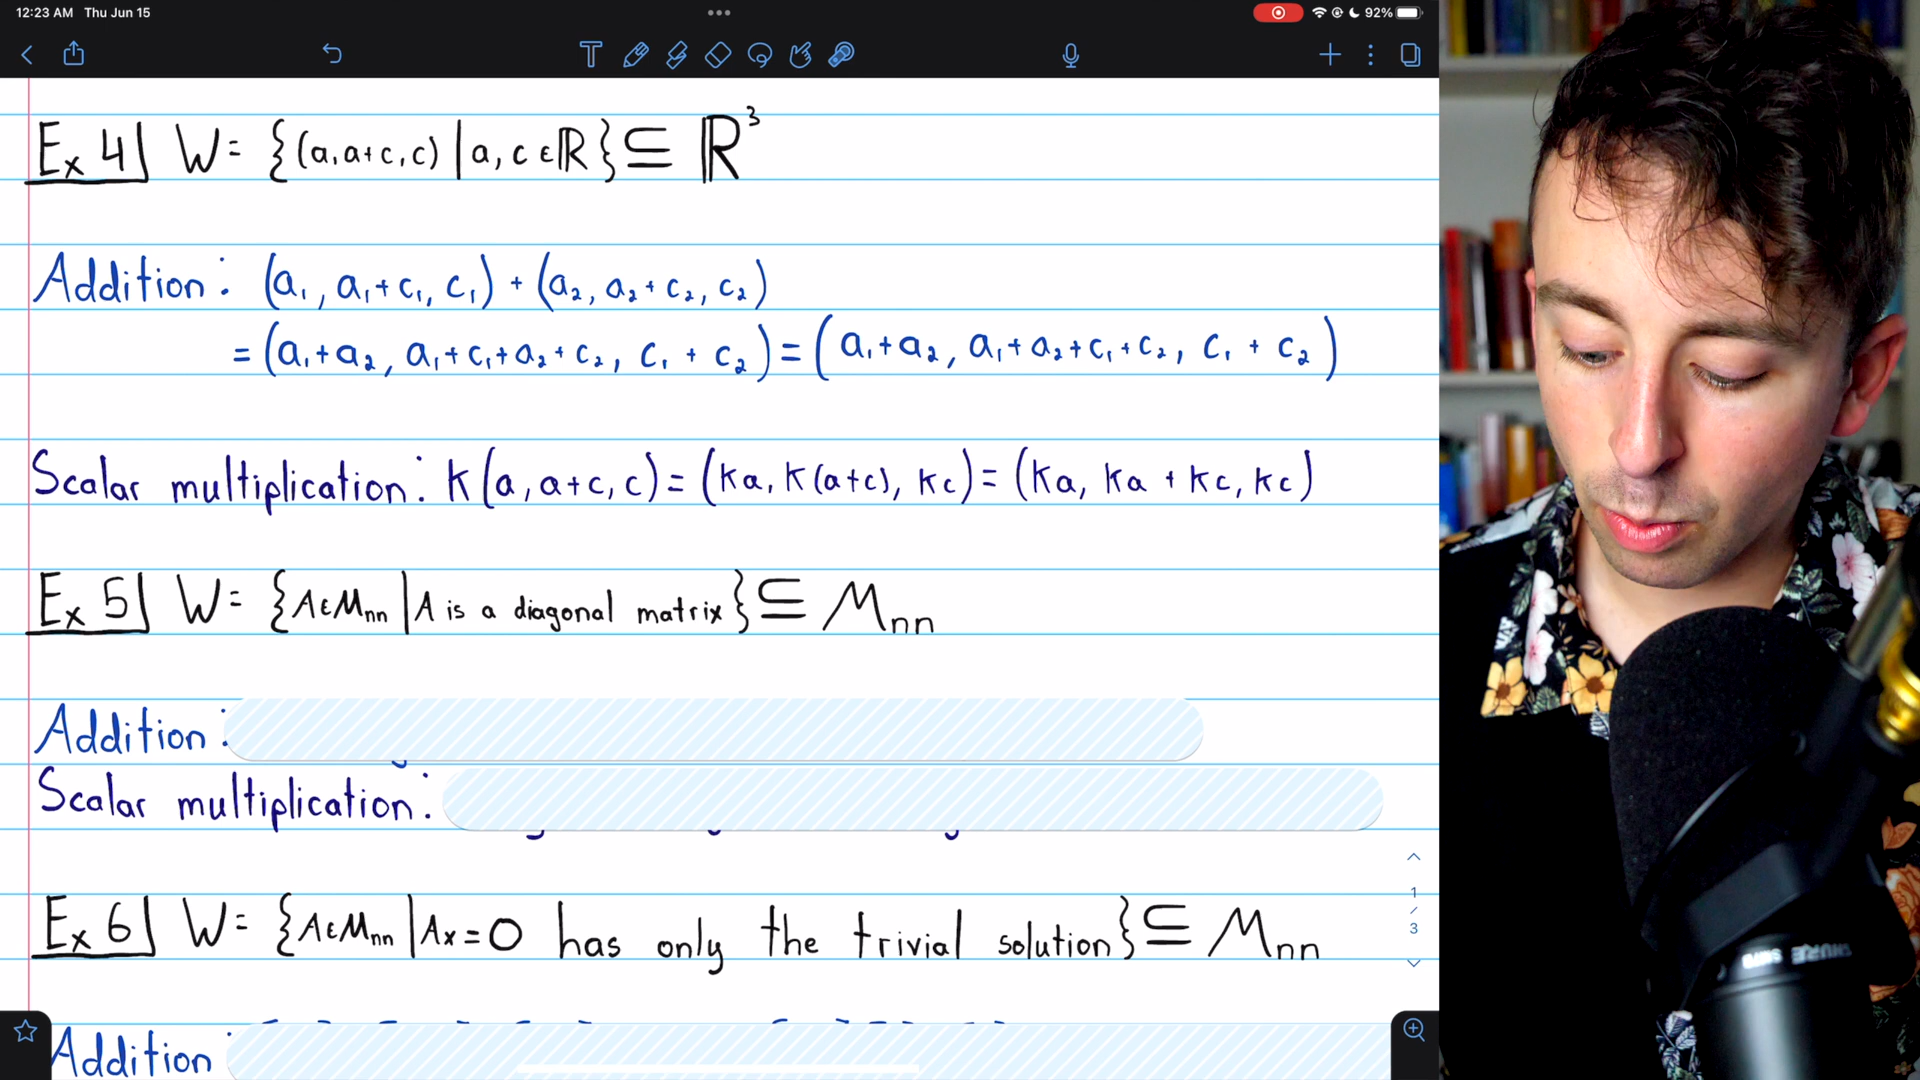 12:23 AM Thu Jun 15
92%
Ex 4] W = {(a, a+c, c) | a, c ∈ ℝ} ⊆ ℝ³
Addition: (a₁, a₁+c₁, c₁) + (a₂, a₂+c₂, c₂)
= (a₁+a₂, a₁+c₁+a₂+c₂, c₁+c₂) = (a₁+a₂, a₁+a₂+c₁+c₂, c₁+c₂)
Scalar multiplication: K(a, a+c, c) = (Ka, K(a+c), Kc) = (Ka, Ka + Kc, Kc)
Ex 5] W = {A∈Mnn | A is a diagonal matrix} ⊆ Mnn
Addition:
Scalar multiplication:
1
/
3
Ex 6] W = {A∈Mnn | Ax = 0 has only the trivial solution} ⊆ Mnn
Addition: